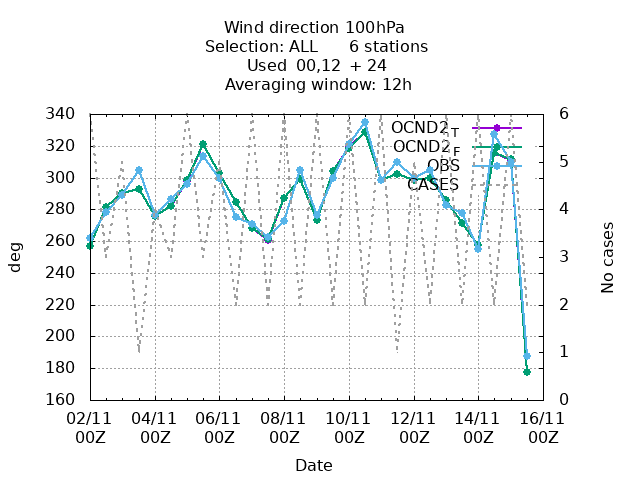 Wind direction 100hPa
Selection: ALL 6 stations
Used 00,12 + 24
Averaging window: 12h
340
320
300
280
260
240
220
200
180
160
deg
6
5
4
3
2
1
0
No cases
OCND2_T
OCND2_F
OBS
CASES
02/11 04/11 06/11 08/11 10/11 12/11 14/11 16/11
00Z 00Z 00Z 00Z 00Z 00Z 00Z 00Z
Date